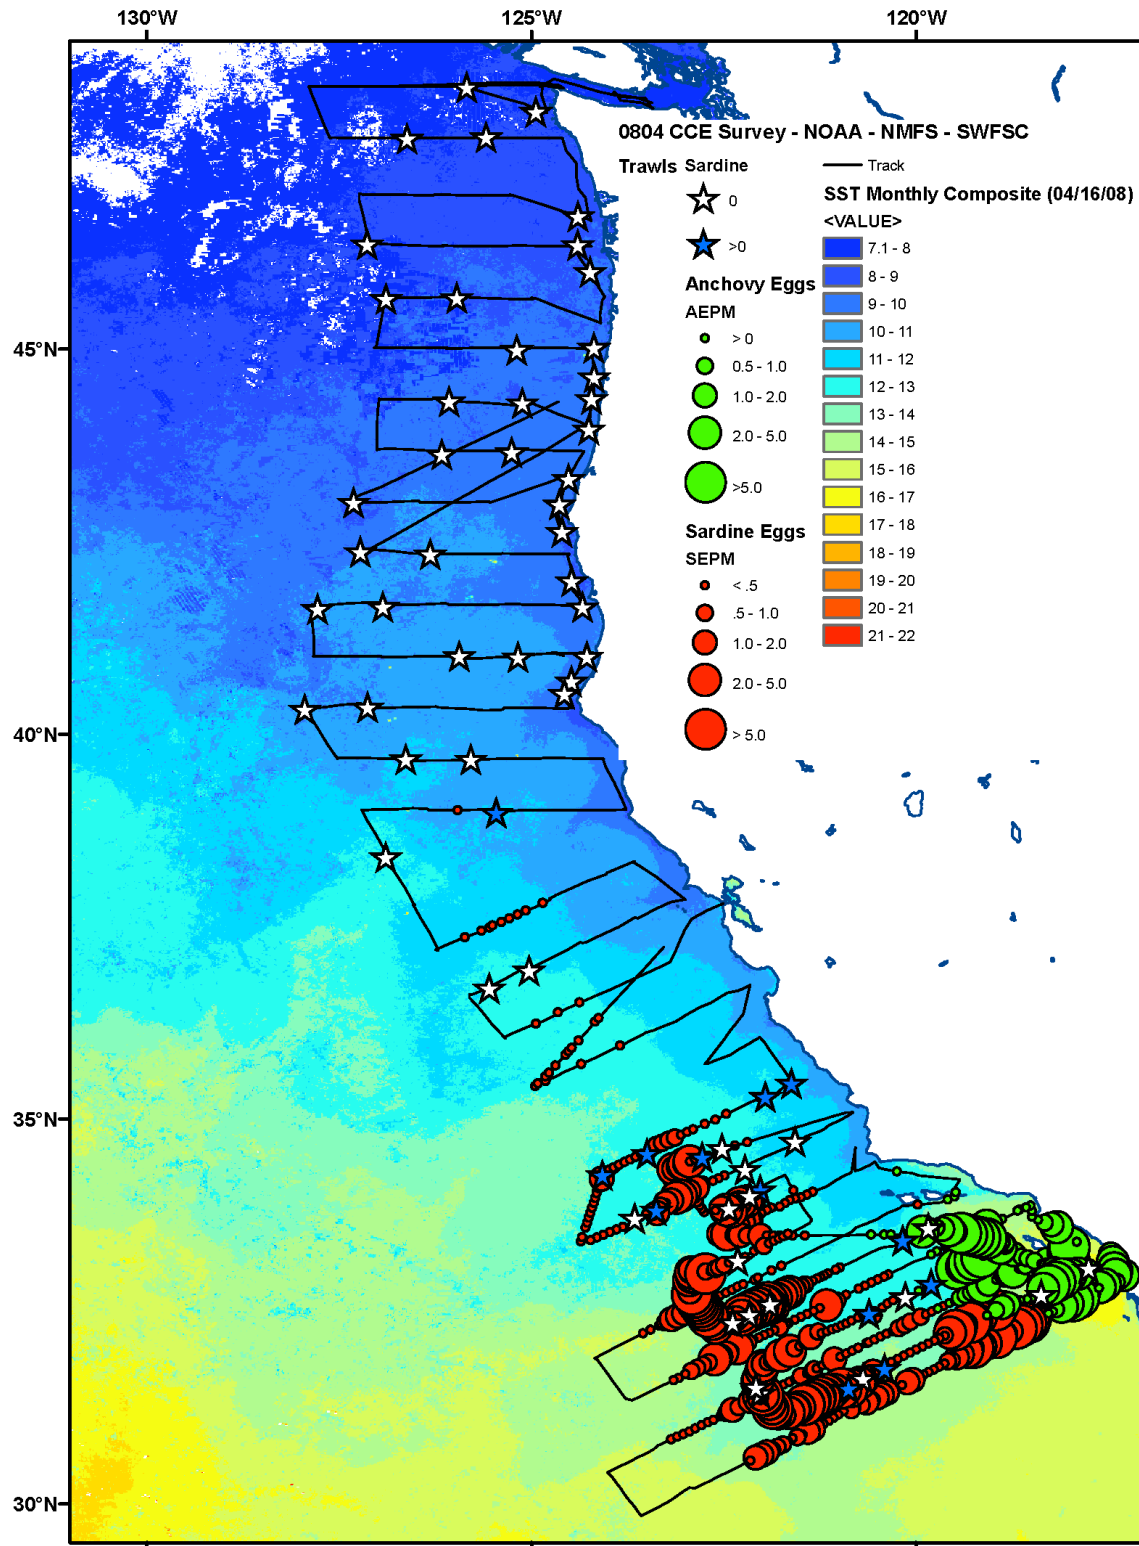 130°W 125°W 120°W
0804 CCE Survey - NOAA - NMFS - SWFSC
Trawls Sardine
0
>0
Anchovy Eggs
AEPM
> 0
0.5 - 1.0
1.0 - 2.0
2.0 - 5.0
>5.0
Sardine Eggs
SEPM
< .5
.5 - 1.0
1.0 - 2.0
2.0 - 5.0
> 5.0
Track
SST Monthly Composite (04/16/08)
<VALUE>
7.1 - 8
8 - 9
9 - 10
10 - 11
11 - 12
12 - 13
13 - 14
14 - 15
15 - 16
16 - 17
17 - 18
18 - 19
19 - 20
20 - 21
21 - 22
45°N
40°N
35°N
30°N